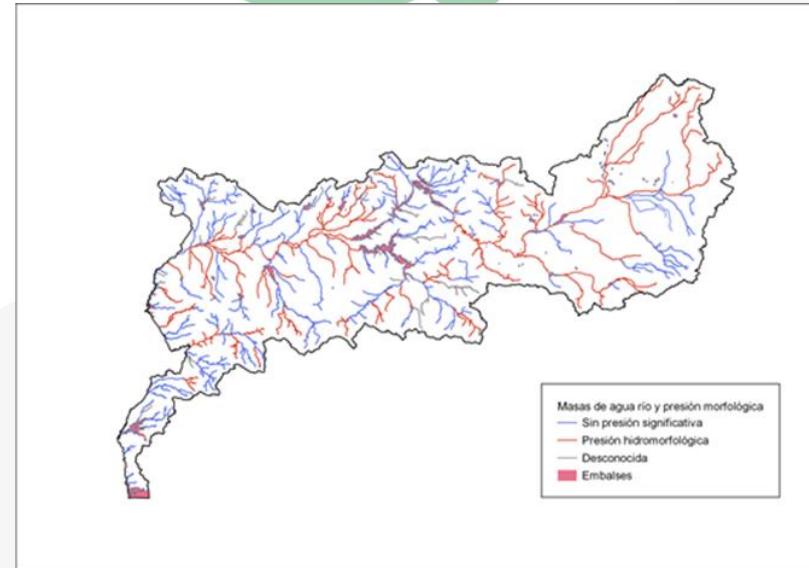 Masas de agua río y presión morfológica
Sin presión significativa
Presión hidromorfológica
Desconocida
Embalses